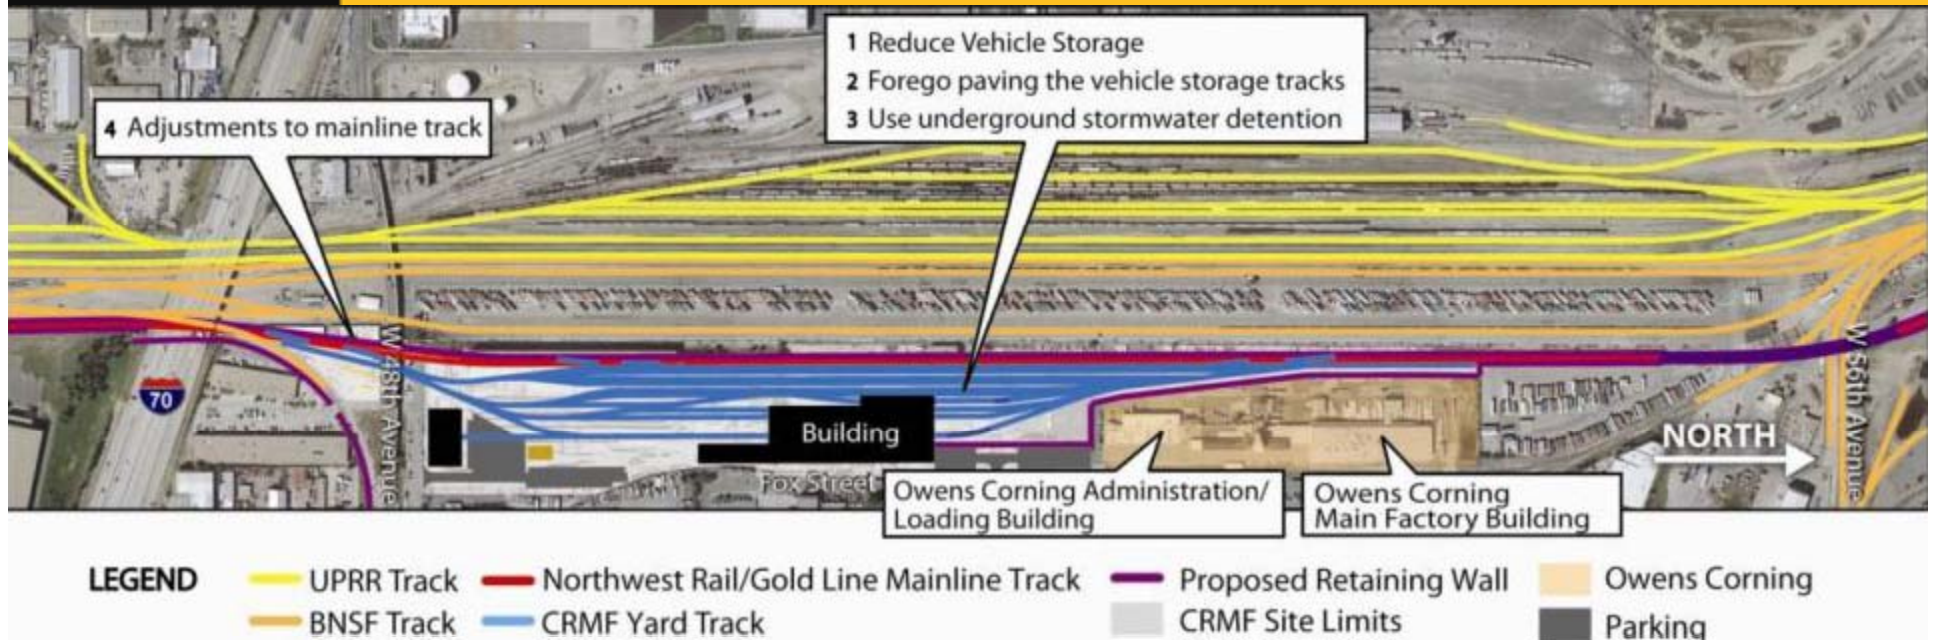 1 Reduce Vehicle Storage
2 Forego paving the vehicle storage tracks
3 Use underground stormwater detention
4 Adjustments to mainline track
W 48th Avenue
W 56th Avenue
70
Building
NORTH
Fox Street
Owens Corning Administration/
Loading Building
Owens Corning
Main Factory Building
LEGEND
UPRR Track
Northwest Rail/Gold Line Mainline Track
Proposed Retaining Wall
Owens Corning
BNSF Track
CRMF Yard Track
CRMF Site Limits
Parking